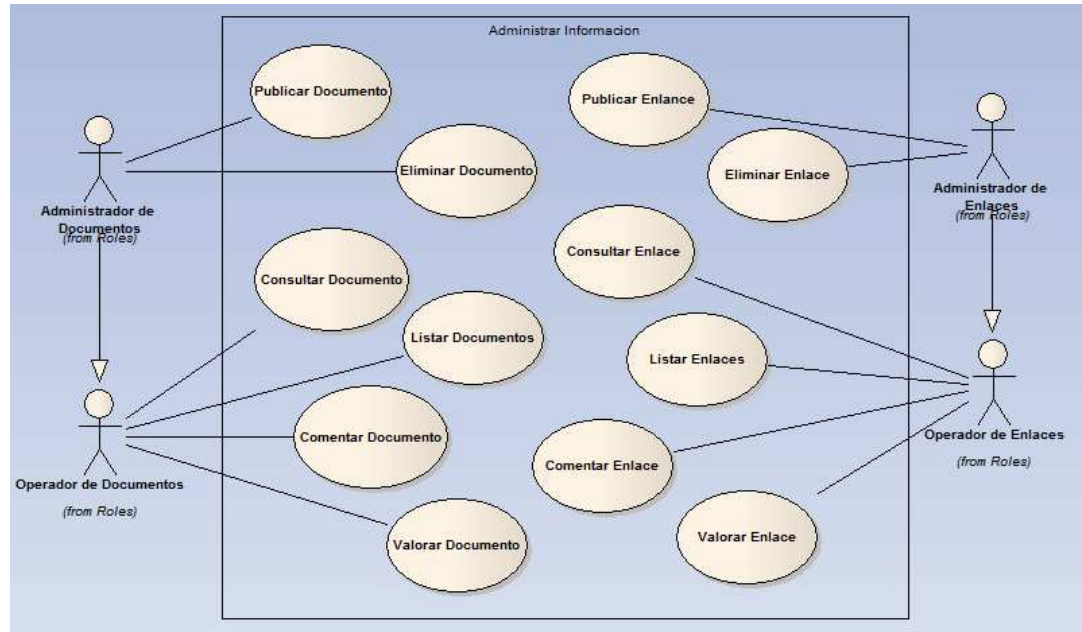 Administrar Informacion
Publicar Documento
Publicar Enlance
Eliminar Documento
Eliminar Enlace
Administrador de
Documentos
(from Roles)
Administrador de
Enlaces
(from Roles)
Consultar Documento
Consultar Enlace
Listar Documentos
Listar Enlaces
Comentar Documento
Comentar Enlace
Operador de Documentos
(from Roles)
Operador de Enlaces
(from Roles)
Valorar Documento
Valorar Enlace